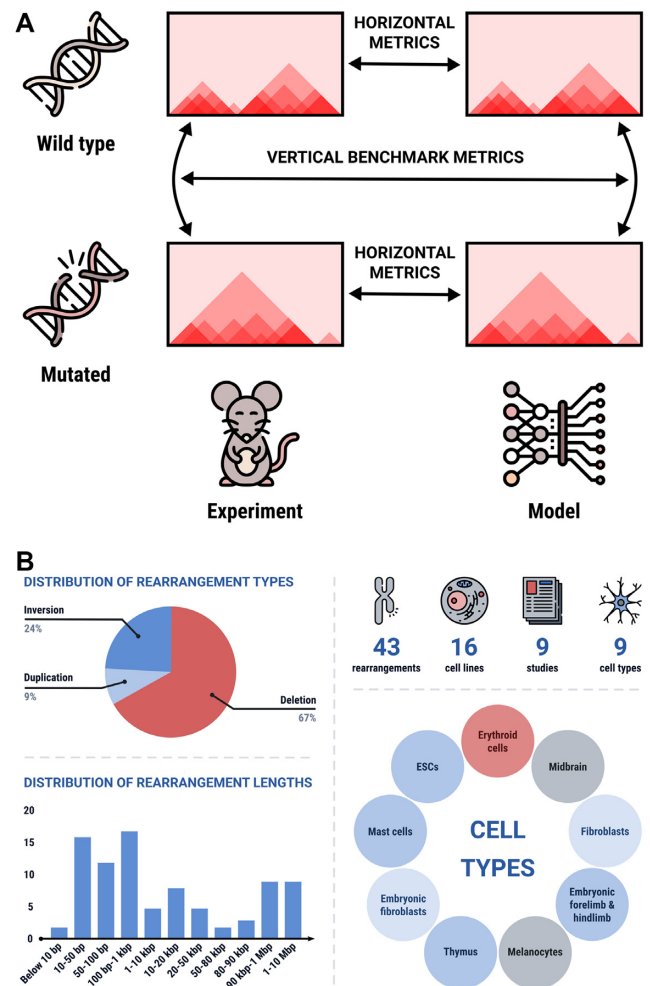 A
HORIZONTAL
METRICS
Wild type
VERTICAL BENCHMARK METRICS
HORIZONTAL
METRICS
Mutated
Experiment
Model
B
DISTRIBUTION OF REARRANGEMENT TYPES
Inversion
24%
Duplication
9%
Deletion
67%
43
rearrangements
16
cell lines
9
studies
9
cell types
DISTRIBUTION OF REARRANGEMENT LENGTHS
20
15
10
5
0
Below 10 bp
10-50 bp
50-100 bp
100 bp-1 kbp
1-10 kbp
10-20 kbp
20-50 kbp
50-80 kbp
80-90 kbp
90 kbp-1 Mbp
1-10 Mbp
CELL
TYPES
Erythroid
cells
Midbrain
Fibroblasts
Embryonic
forelimb &
hindlimb
Melanocytes
Thymus
Embryonic
fibroblasts
Mast cells
ESCs